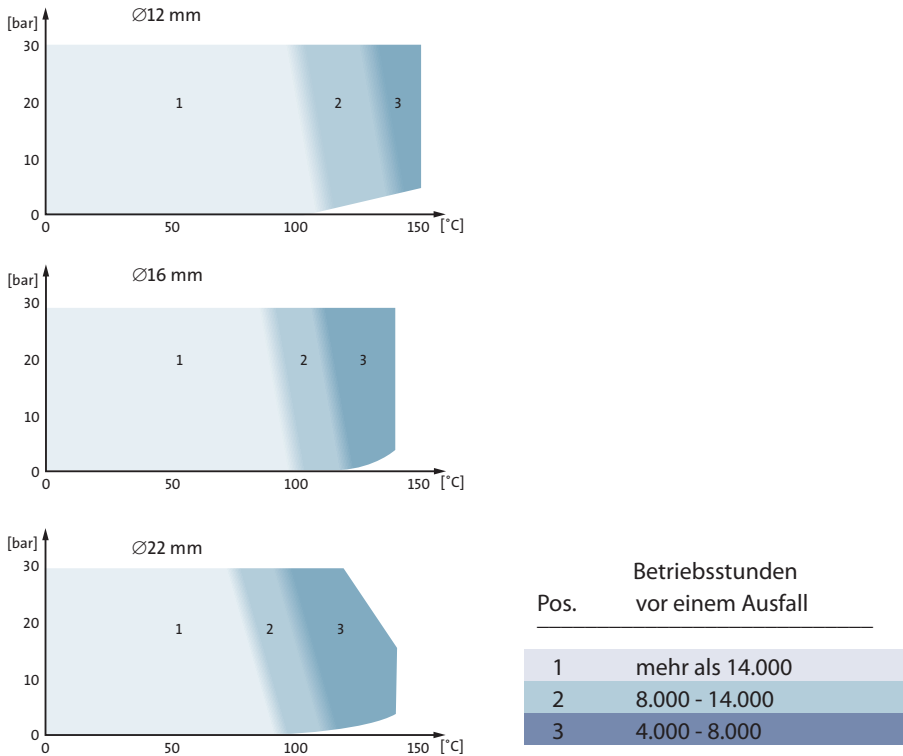 [bar] ∅12 mm
30
20
10
0
1 2 3
0 50 100 150 [˚C]
[bar] ∅16 mm
30
20
10
0
1 2 3
0 50 100 150 [˚C]
[bar] ∅22 mm
30
20
10
0
1 2 3
0 50 100 150 [˚C]
Betriebsstunden
Pos. vor einem Ausfall
1 mehr als 14.000
2 8.000 - 14.000
3 4.000 - 8.000